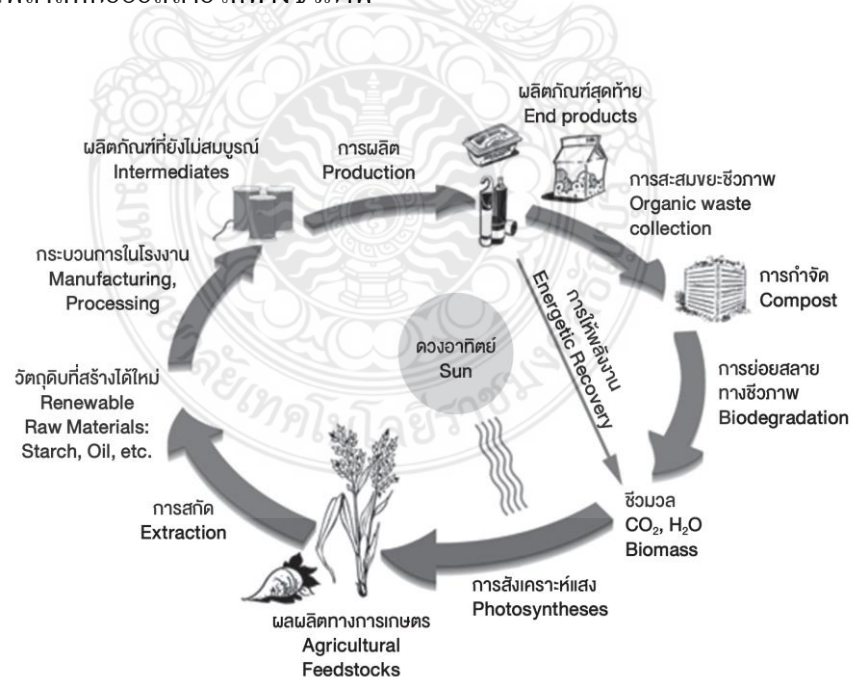 ผลิตภัณฑ์สุดท้าย
End products
ผลิตภัณฑ์ที่ยังไม่สมบูรณ์
Intermediates
การผลิต
Production
การสะสมขยะชีวภาพ
Organic waste
collection
กระบวนการในโรงงาน
Manufacturing,
Processing
การกำจัด
Compost
การให้พลังงาน
Energetic Recovery
ดวงอาทิตย์
Sun
วัตถุดิบที่สร้างได้ใหม่
Renewable
Raw Materials:
Starch, Oil, etc.
การย่อยสลาย
ทางชีวภาพ
Biodegradation
การสกัด
Extraction
ชีวมวล
CO₂, H₂O
Biomass
การสังเคราะห์แสง
Photosyntheses
ผลผลิตทางการเกษตร
Agricultural
Feedstocks